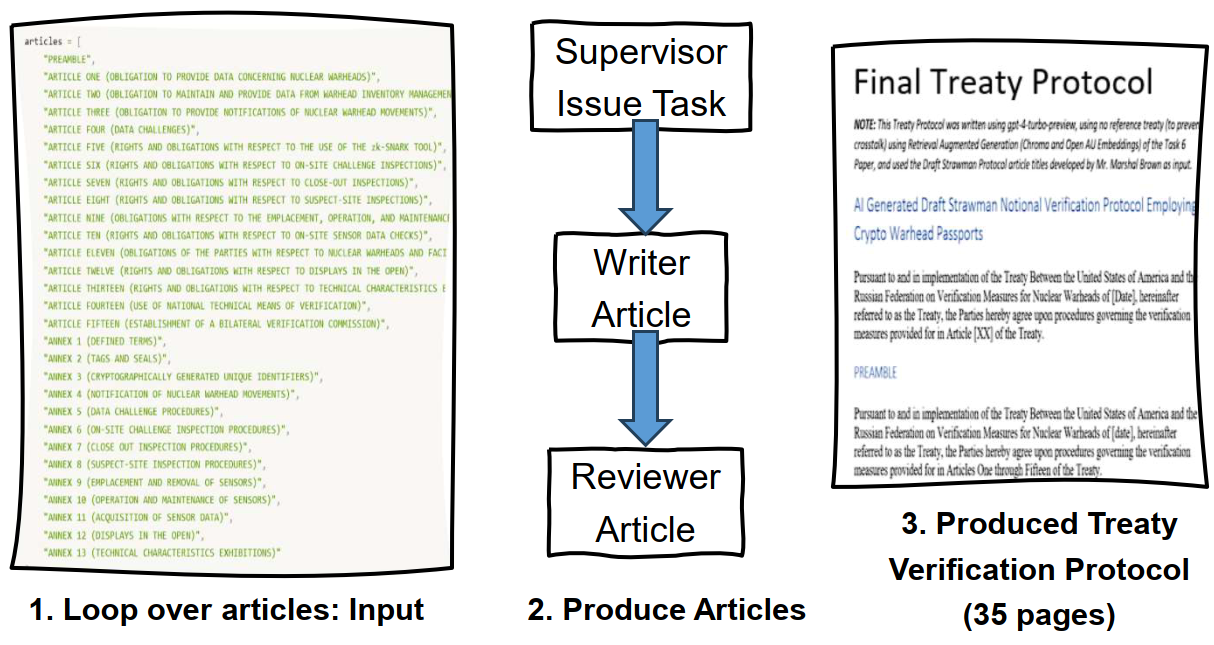 articles = [
"PREAMBLE",
"ARTICLE ONE (OBLIGATION TO PROVIDE DATA CONCERNING NUCLEAR WARHEADS)",
"ARTICLE TWO (OBLIGATION TO MAINTAIN AND PROVIDE DATA FROM WARHEAD INVENTORY MANAGEMEN
"ARTICLE THREE (OBLIGATION TO PROVIDE NOTIFICATIONS OF NUCLEAR WARHEAD MOVEMENTS)",
"ARTICLE FOUR (DATA CHALLENGES)",
"ARTICLE FIVE (RIGHTS AND OBLIGATIONS WITH RESPECT TO THE USE OF THE zk-SNARK TOOL)",
"ARTICLE SIX (RIGHTS AND OBLIGATIONS WITH RESPECT TO ON-SITE CHALLENGE INSPECTIONS)",
"ARTICLE SEVEN (RIGHTS AND OBLIGATIONS WITH RESPECT TO CLOSE-OUT INSPECTIONS)",
"ARTICLE EIGHT (RIGHTS AND OBLIGATIONS WITH RESPECT TO SUSPECT-SITE INSPECTIONS)",
"ARTICLE NINE (OBLIGATIONS WITH RESPECT TO THE EMPLACEMENT, OPERATION, AND MAINTENANC
"ARTICLE TEN (RIGHTS AND OBLIGATIONS WITH RESPECT TO ON-SITE SENSOR DATA CHECKS)",
"ARTICLE ELEVEN (OBLIGATIONS OF THE PARTIES WITH RESPECT TO NUCLEAR WARHEADS AND FACI
"ARTICLE TWELVE (RIGHTS AND OBLIGATIONS WITH RESPECT TO DISPLAYS IN THE OPEN)",
"ARTICLE THIRTEEN (RIGHTS AND OBLIGATIONS WITH RESPECT TO TECHNICAL CHARACTERISTICS E
"ARTICLE FOURTEEN (USE OF NATIONAL TECHNICAL MEANS OF VERIFICATION)",
"ARTICLE FIFTEEN (ESTABLISHMENT OF A BILATERAL VERIFICATION COMMISSION)",
"ANNEX 1 (DEFINED TERMS)",
"ANNEX 2 (TAGS AND SEALS)",
"ANNEX 3 (CRYPTOGRAPHICALLY GENERATED UNIQUE IDENTIFIERS)",
"ANNEX 4 (NOTIFICATION OF NUCLEAR WARHEAD MOVEMENTS)",
"ANNEX 5 (DATA CHALLENGE PROCEDURES)",
"ANNEX 6 (ON-SITE CHALLENGE INSPECTION PROCEDURES)",
"ANNEX 7 (CLOSE OUT INSPECTION PROCEDURES)",
"ANNEX 8 (SUSPECT-SITE INSPECTION PROCEDURES)",
"ANNEX 9 (EMPLACEMENT AND REMOVAL OF SENSORS)",
"ANNEX 10 (OPERATION AND MAINTENANCE OF SENSORS)",
"ANNEX 11 (ACQUISITION OF SENSOR DATA)",
"ANNEX 12 (DISPLAYS IN THE OPEN)",
"ANNEX 13 (TECHNICAL CHARACTERISTICS EXHIBITIONS)"
1. Loop over articles: Input
Supervisor
Issue Task
Writer
Article
Reviewer
Article
2. Produce Articles
Final Treaty Protocol
NOTE: This Treaty Protocol was written using gpt-4-turbo-preview, using no reference treaty (to preven
crosstalk) using Retrieval Augmented Generation (Chroma and Open AU Embeddings) of the Task 6
Paper, and used the Draft Strawman Protocol article titles developed by Mr. Marshal Brown as input.
AI Generated Draft Strawman Notional Verification Protocol Employing
Crypto Warhead Passports
Pursuant to and in implementation of the Treaty Between the United States of America and the
Russian Federation on Verification Measures for Nuclear Warheads of [Date], hereinafter
referred to as the Treaty, the Parties hereby agree upon procedures governing the verification
measures provided for in Article [XX] of the Treaty.
PREAMBLE
Pursuant to and in implementation of the Treaty Between the United States of America and the
Russian Federation on Verification Measures for Nuclear Warheads of [date], hereinafter
referred to as the Treaty, the Parties hereby agree upon procedures governing the verification
measures provided for in Articles One through Fifteen of the Treaty.
3. Produced Treaty
Verification Protocol
(35 pages)